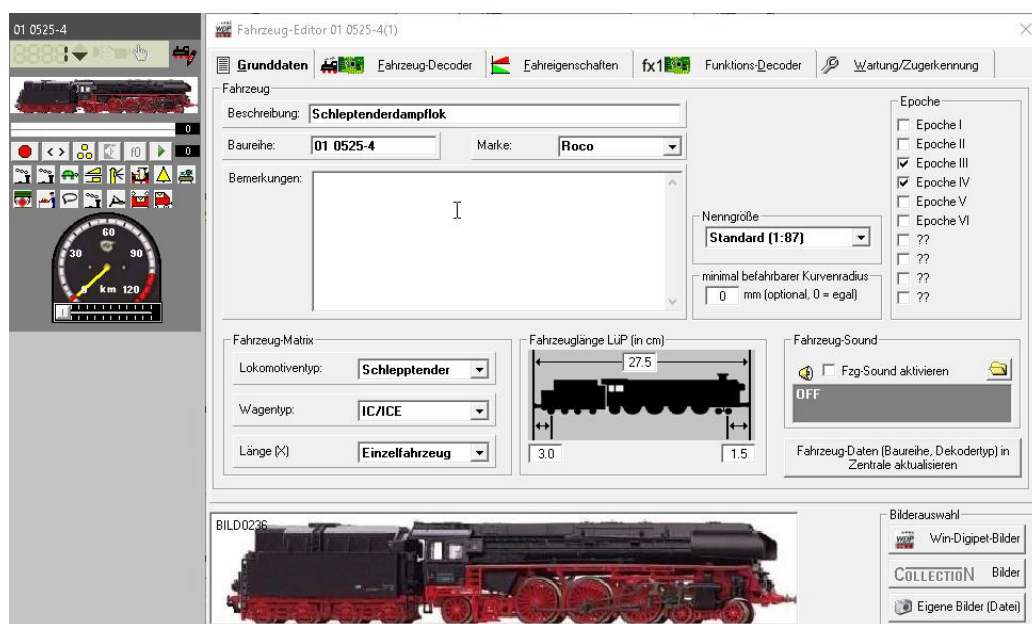 01 0525-4
0
f0
0
60
30
90
0
km 120
Fahrzeug-Editor 01 0525-4(1)
Grunddaten
Fahrzeug-Decoder
Fahreigenschaften
fx1
Funktions-Decoder
Wartung/Zugerkennung
Fahrzeug
Beschreibung: Schleptenderdampflok
Baureihe: 01 0525-4
Marke: Roco
Bemerkungen:
Nenngröße
Standard (1:87)
minimal befahrbarer Kurvenradius
0 mm (optional, 0 = egal)
Epoche
Epoche I
Epoche II
Epoche III
Epoche IV
Epoche V
Epoche VI
??
??
??
??
Fahrzeug-Matrix
Lokomotiventyp: Schlepptender
Wagentyp: IC/ICE
Länge (X) Einzelfahrzeug
Fahrzeuglänge LüP (in cm)
27.5
3.0
1.5
Fahrzeug-Sound
Fzg-Sound aktivieren
OFF
Fahrzeug-Daten (Baureihe, Dekodertyp) in
Zentrale aktualisieren
BILD0236
Bilderauswahl
WDP Win-Digipet-Bilder
COLLECTION Bilder
Eigene Bilder (Datei)